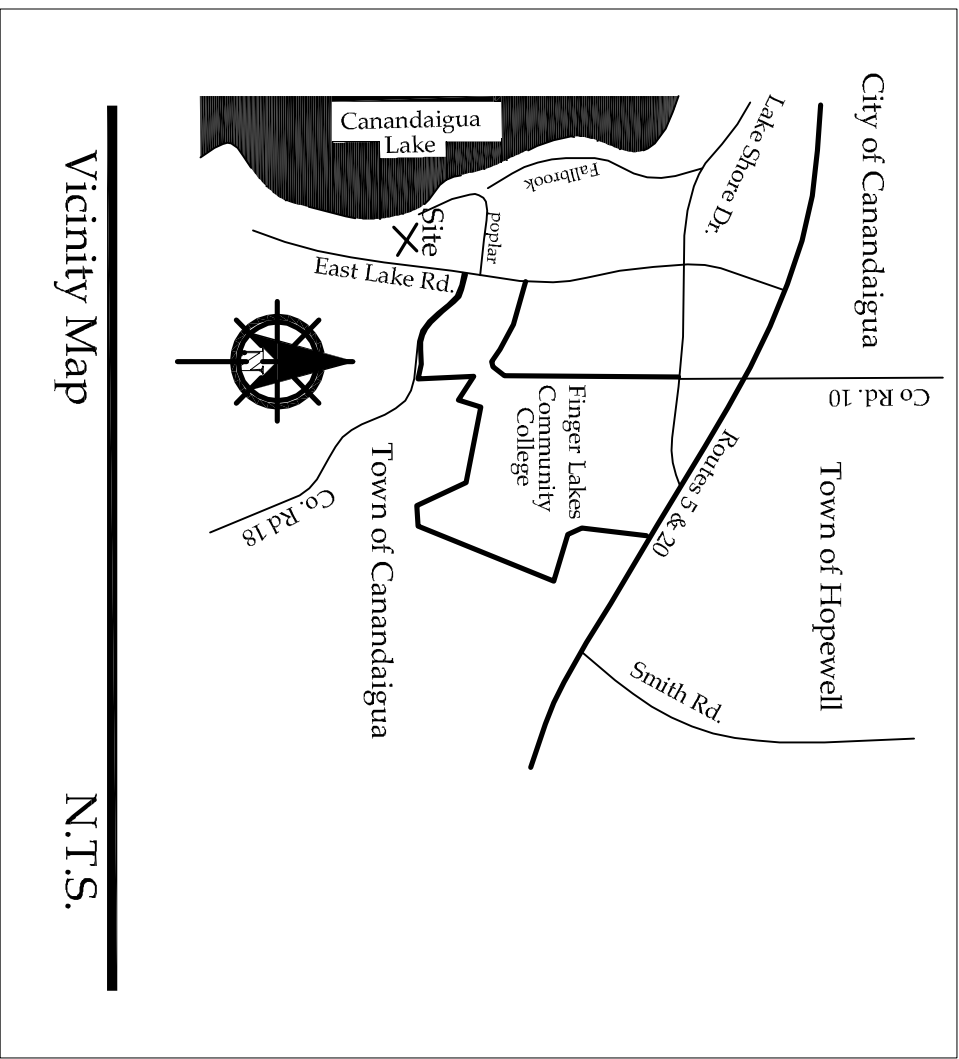 City of Canandaigua
Lake Shore Dr.
Canandaigua
Lake
Fallbrook
poplar
Site
East Lake Rd.
Co Rd. 10
Routes 5 & 20
Town of Hopewell
Finger Lakes
Community
College
N
Co. Rd 18
Town of Canandaigua
Smith Rd.
Vicinity Map
N.T.S.